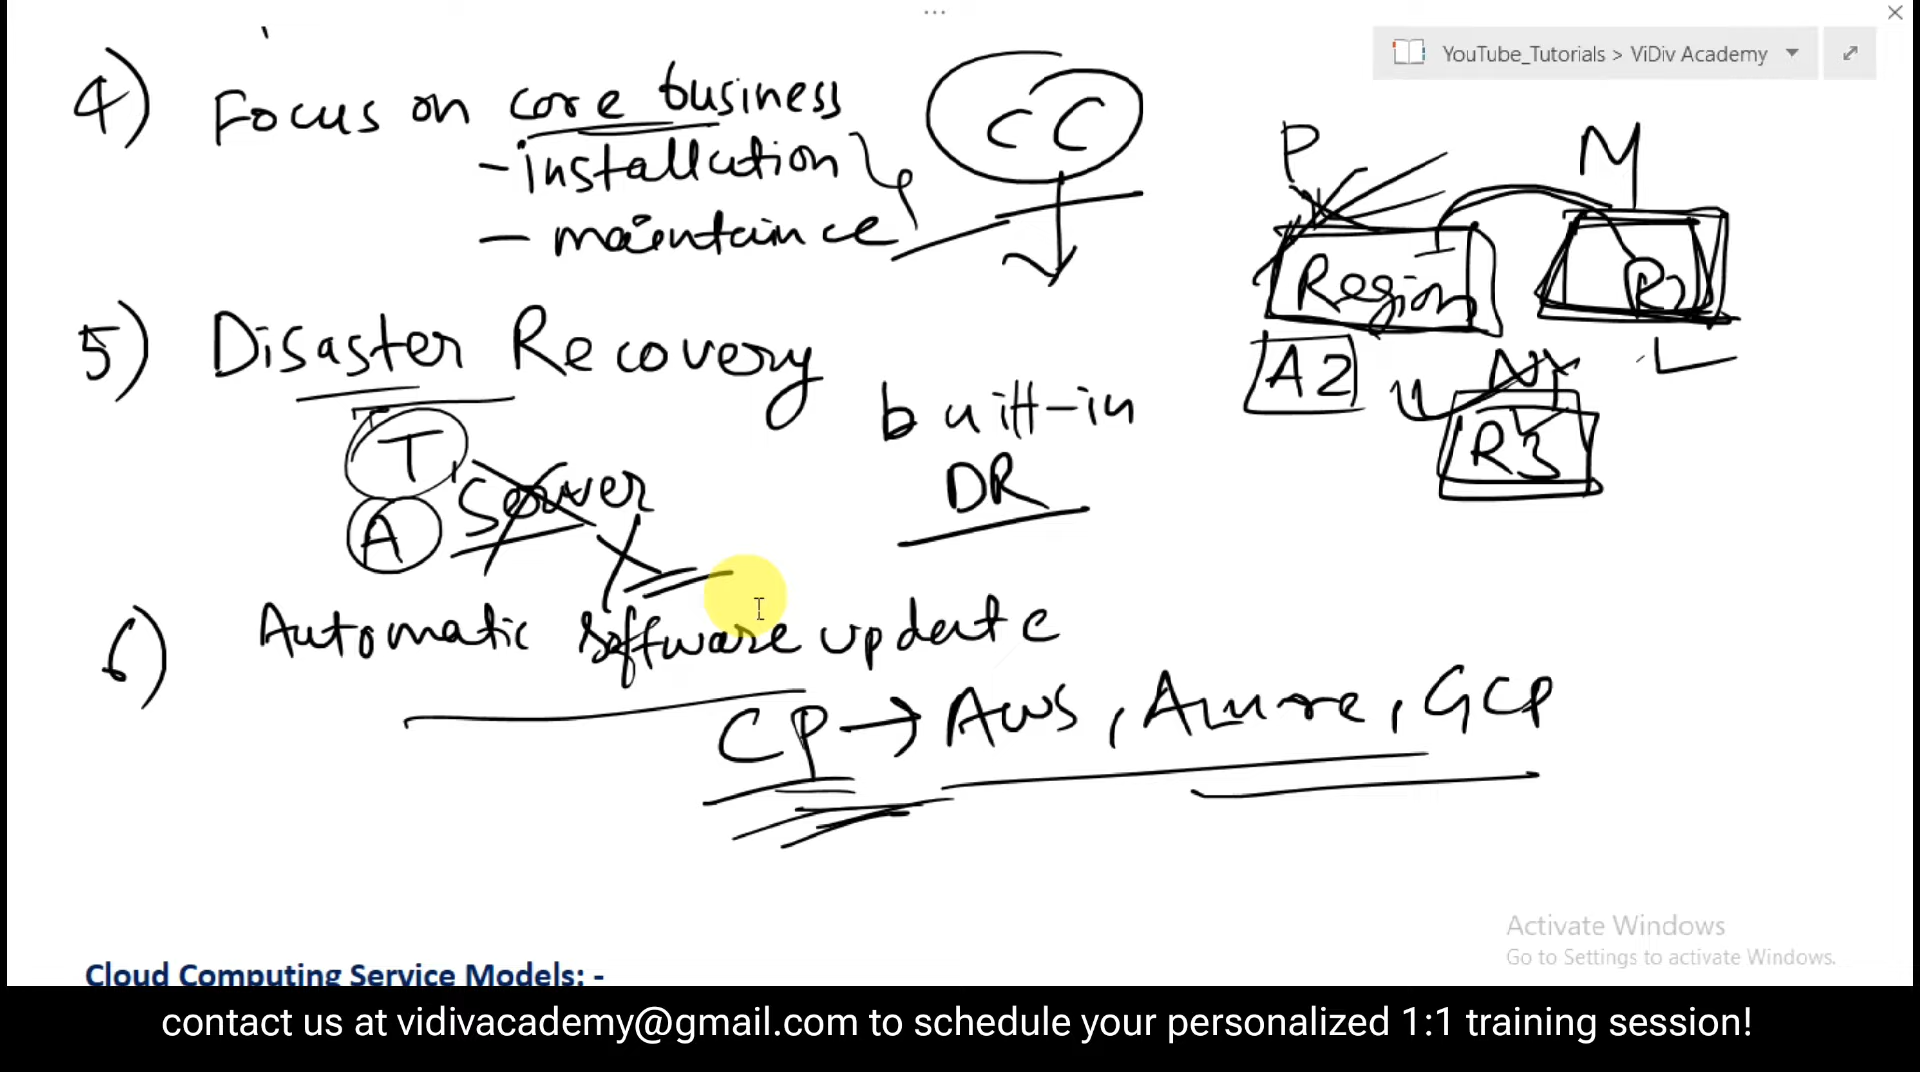 YouTube_Tutorials > ViDiv Academy
4) Focus on core business
CC
- installation
- maintaince
P
M
Region
R2
A2
5) Disaster Recovery
built-in
DR
NY
R3
T
Server
A
6) Automatic software update
CP → Aws, Azure, GCP
Activate Windows
Go to Settings to activate Windows.
Cloud Computing Service Models: -
contact us at vidivacademy@gmail.com to schedule your personalized 1:1 training session!